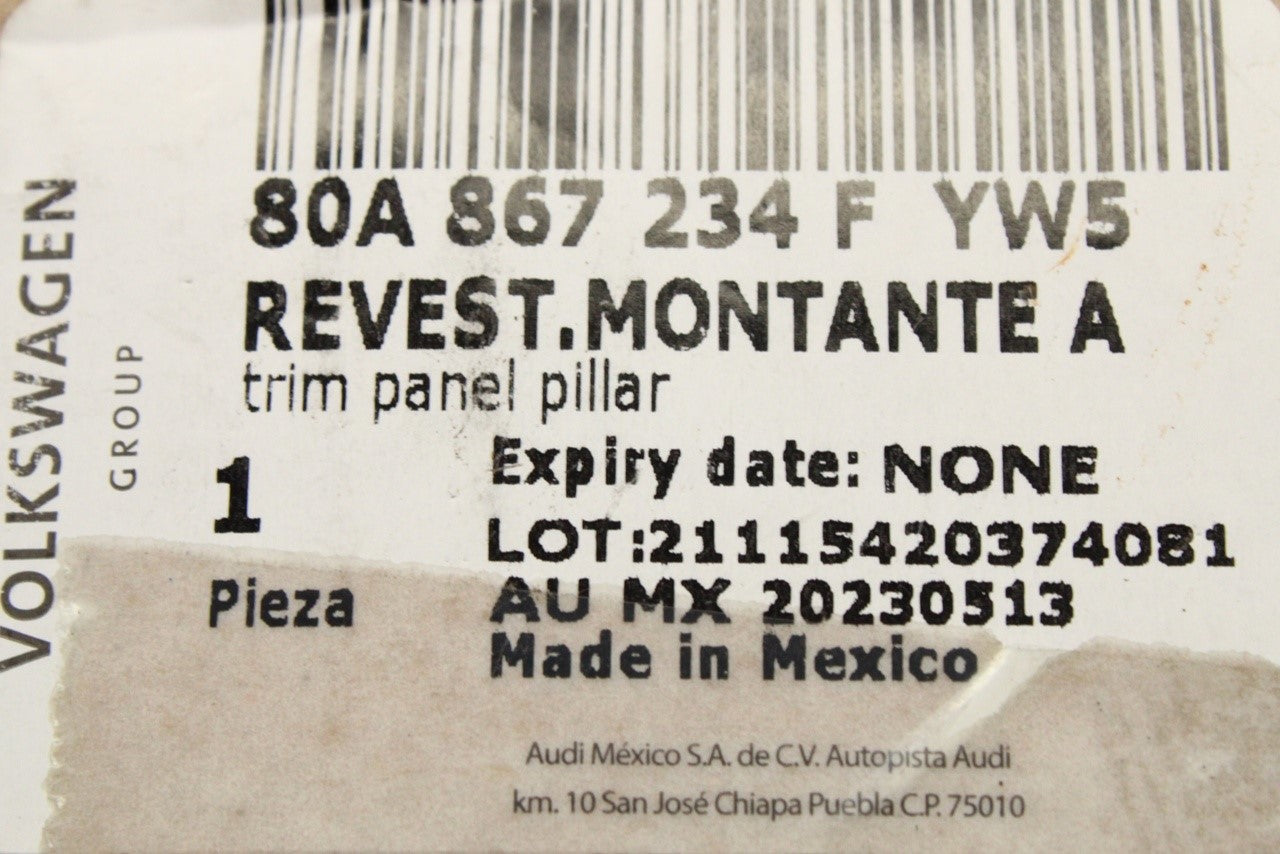 VOLKSWAGEN
GROUP
80A 867 234 F YW5
REVEST.MONTANTE A
trim panel pillar
1
Expiry date: NONE
LOT:211115420374081
Pieza
AU MX 20230513
Made in Mexico
Audi México S.A. de C.V. Autopista Audi
km. 10 San José Chiapa Puebla C.P. 75010